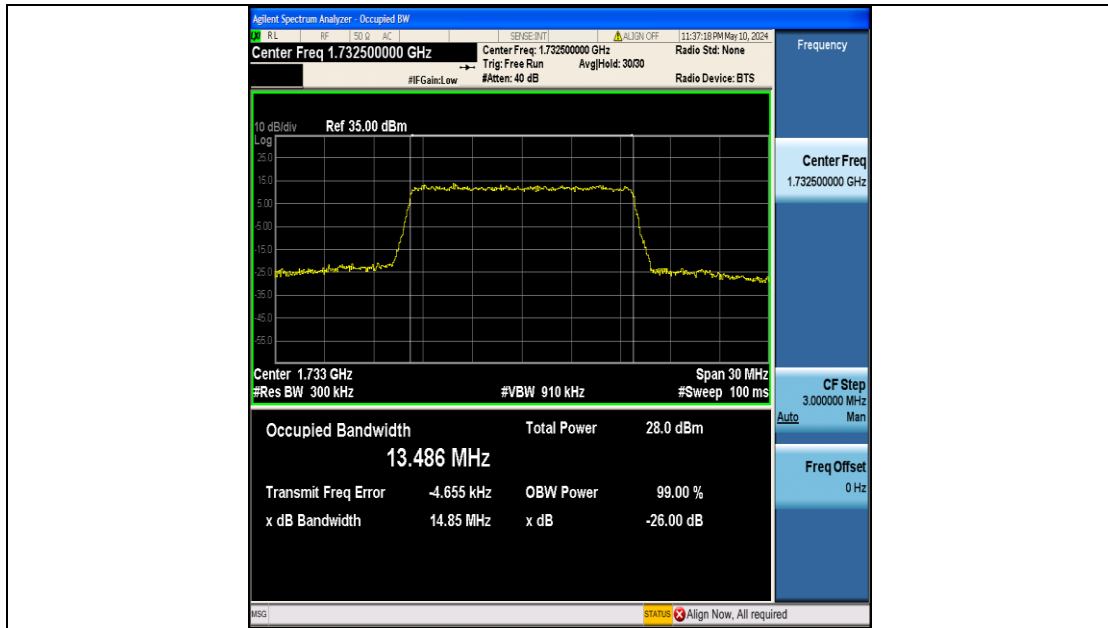 Agilent Spectrum Analyzer - Occupied BW
RL RF 50 Ω AC SENSE:INT ALIGN OFF 11:37:18 PM May 10, 2024
Center Freq 1.732500000 GHz
Center Freq: 1.732500000 GHz Radio Std: None
Trig: Free Run Avg|Hold: 30/30
#IFGain:Low #Atten: 40 dB Radio Device: BTS
10 dB/div Ref 35.00 dBm
Log
25.0
15.0
5.00
-5.00
-15.0
-25.0
-35.0
-45.0
-55.0
Center 1.733 GHz Span 30 MHz
#Res BW 300 kHz #VBW 910 kHz #Sweep 100 ms
Occupied Bandwidth Total Power 28.0 dBm
13.486 MHz
Transmit Freq Error -4.655 kHz OBW Power 99.00 %
x dB Bandwidth 14.85 MHz x dB -26.00 dB
MSG STATUS Align Now, All required
Frequency
Center Freq
1.732500000 GHz
CF Step
3.000000 MHz
Auto Man
Freq Offset
0 Hz